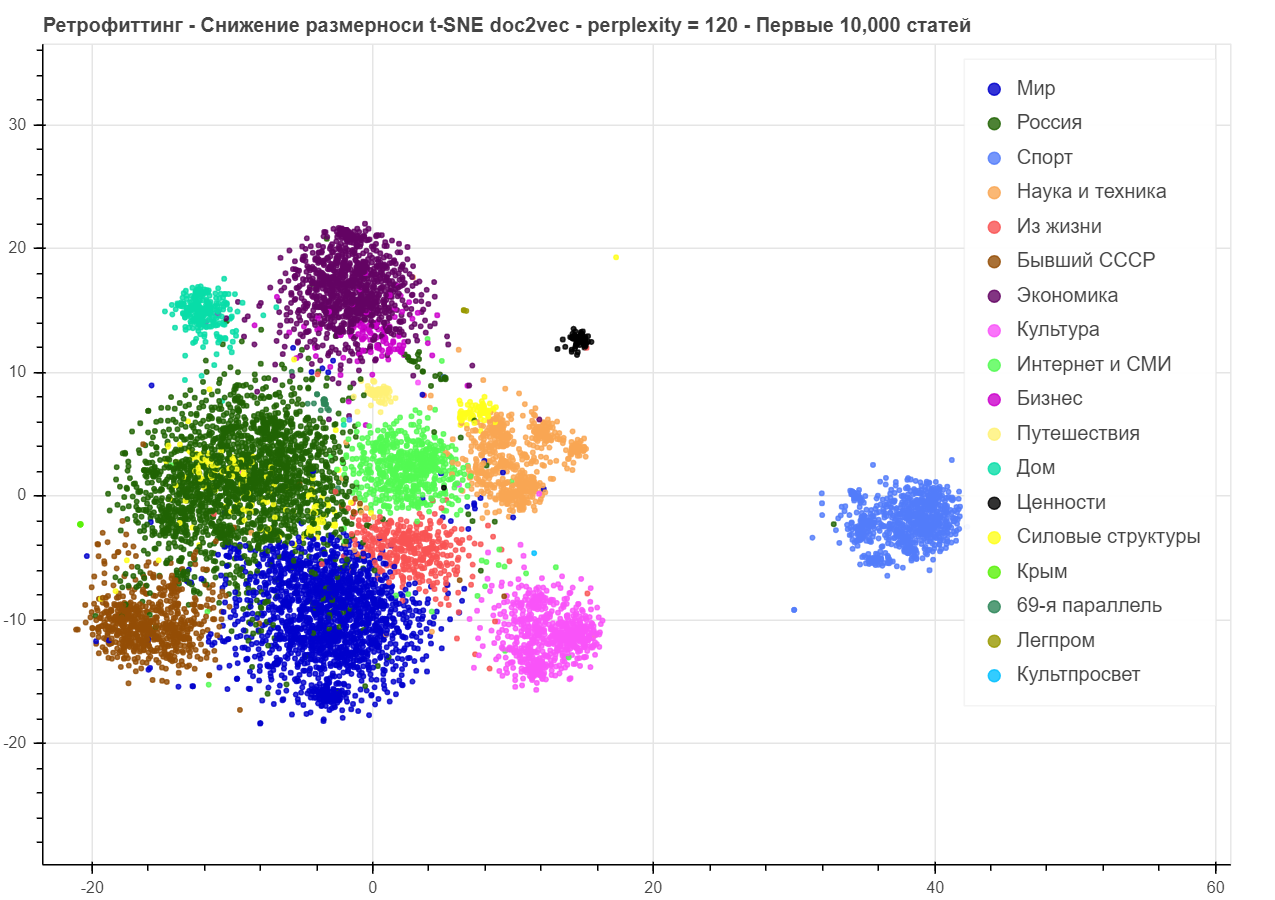 Ретрофиттинг - Снижение размерноси t-SNE doc2vec - perplexity = 120 - Первые 10,000 статей
30
20
10
0
-10
-20
-20
0
20
40
60
Мир
Россия
Спорт
Наука и техника
Из жизни
Бывший СССР
Экономика
Культура
Интернет и СМИ
Бизнес
Путешествия
Дом
Ценности
Силовые структуры
Крым
69-я параллель
Легпром
Культпросвет